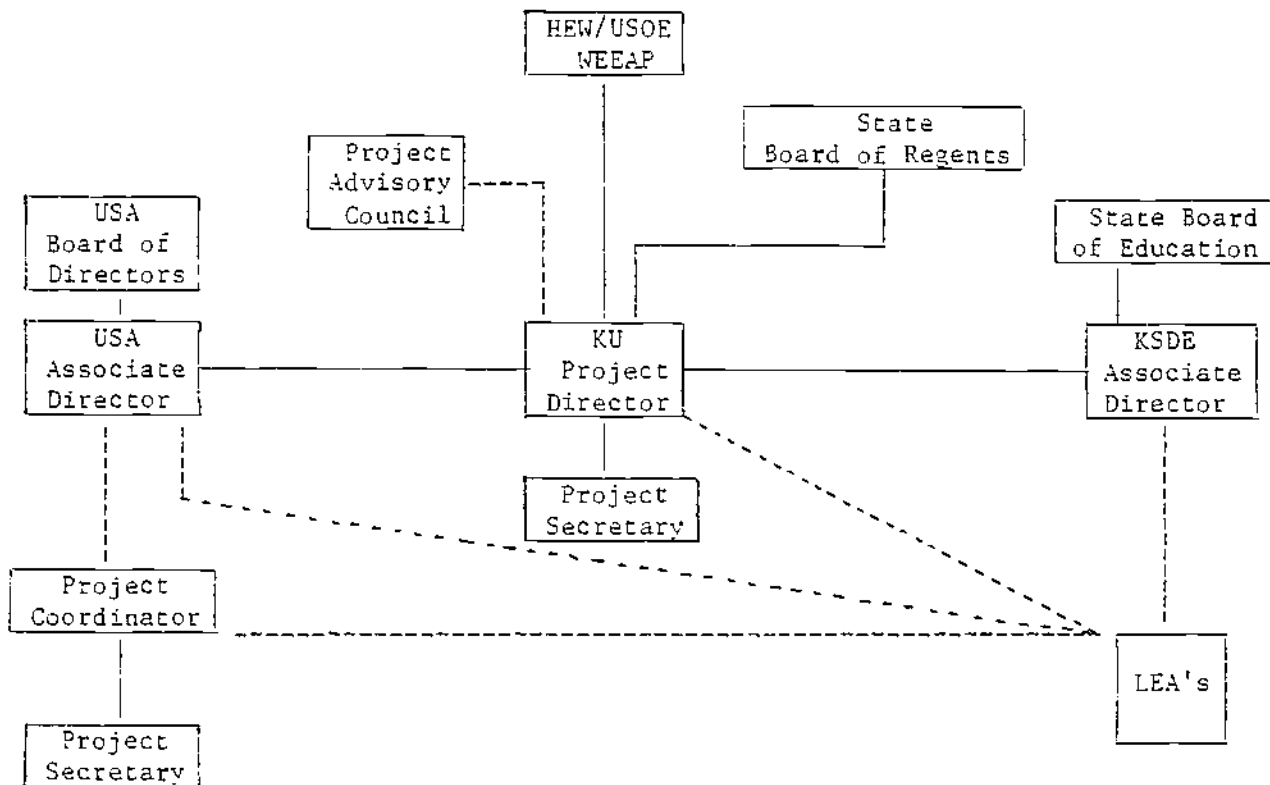 HEW/USOE
WEEAP
State
Board of Regents
Project
Advisory
Council
USA
Board of
Directors
State Board
of Education
USA
Associate
Director
KU
Project
Director
KSDE
Associate
Director
Project
Secretary
Project
Coordinator
LEA's
Project
Secretary